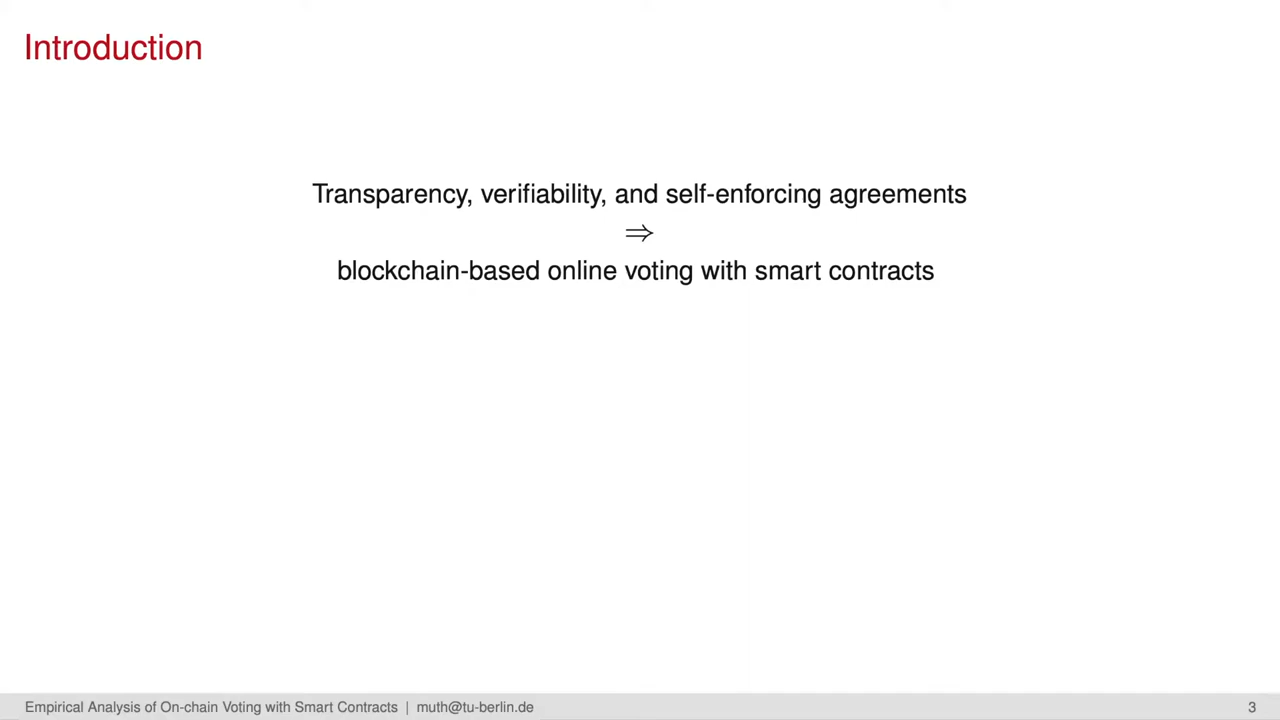 Introduction
Transparency, verifiability, and self-enforcing agreements
⇒
blockchain-based online voting with smart contracts
Empirical Analysis of On-chain Voting with Smart Contracts | muth@tu-berlin.de 3